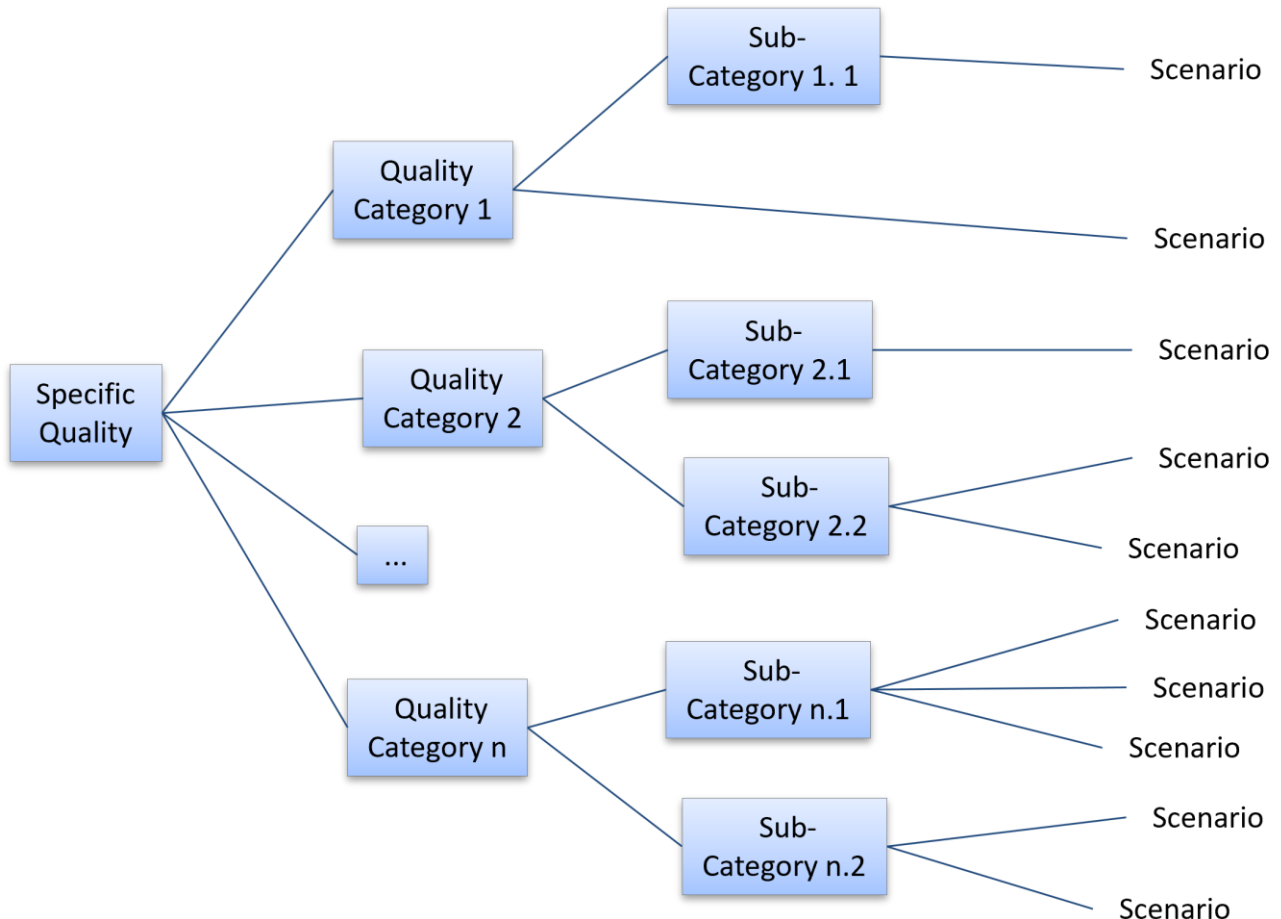 Sub-
Category 1. 1
Scenario
Quality
Category 1
Scenario
Sub-
Category 2.1
Scenario
Specific
Quality
Quality
Category 2
Sub-
Category 2.2
Scenario
Scenario
...
Quality
Category n
Sub-
Category n.1
Scenario
Scenario
Scenario
Sub-
Category n.2
Scenario
Scenario